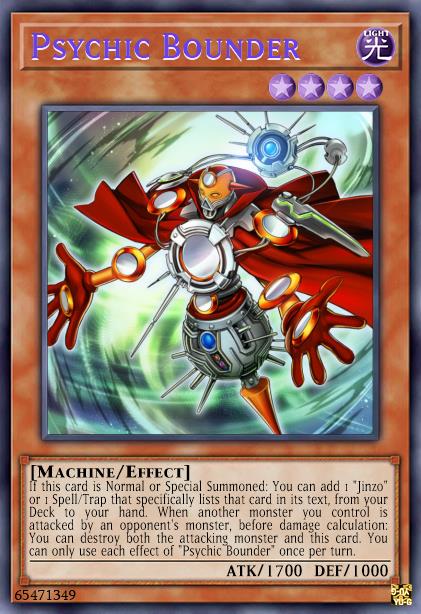 PSYCHIC BOUNDER
LIGHT
光
[MACHINE/EFFECT]
If this card is Normal or Special Summoned: You can add 1 "Jinzo"
or 1 Spell/Trap that specifically lists that card in its text, from your
Deck to your hand. When another monster you control is
attacked by an opponent's monster, before damage calculation:
You can destroy both the attacking monster and this card. You
can only use each effect of "Psychic Bounder" once per turn.
ATK/1700 DEF/1000
65471349